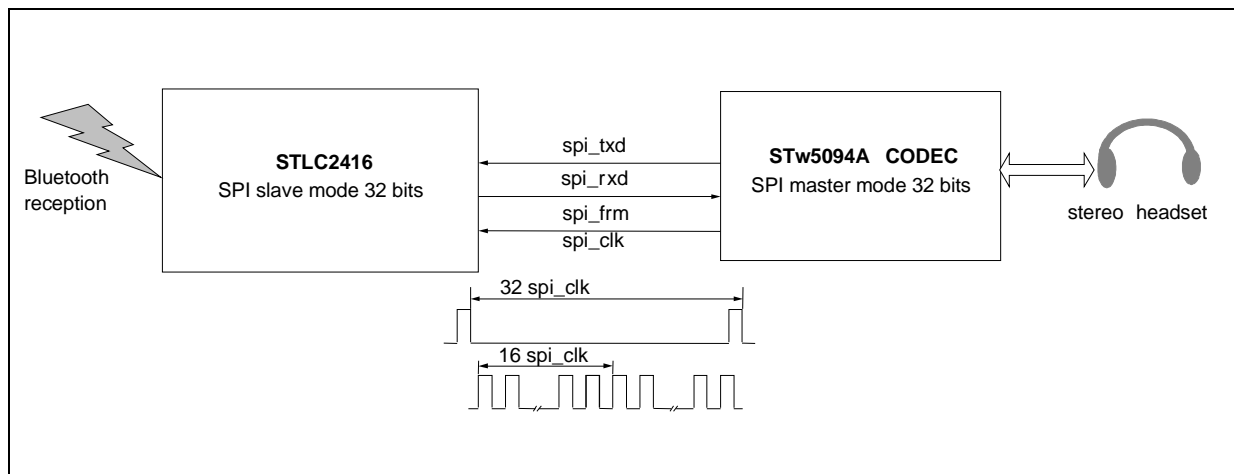 Bluetooth
reception
STLC2416
SPI slave mode 32 bits
spi_txd
spi_rxd
spi_frm
spi_clk
STw5094A CODEC
SPI master mode 32 bits
stereo headset
32 spi_clk
16 spi_clk